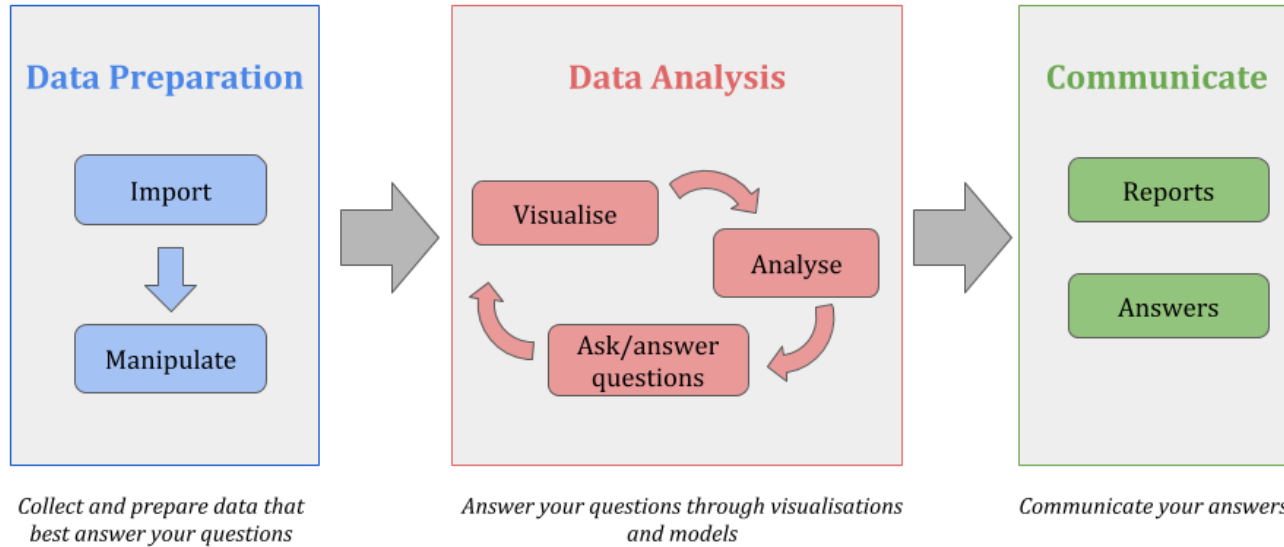 Data Preparation
Import
Manipulate
Collect and prepare data that
best answer your questions
Data Analysis
Visualise
Analyse
Ask/answer
questions
Answer your questions through visualisations
and models
Communicate
Reports
Answers
Communicate your answers